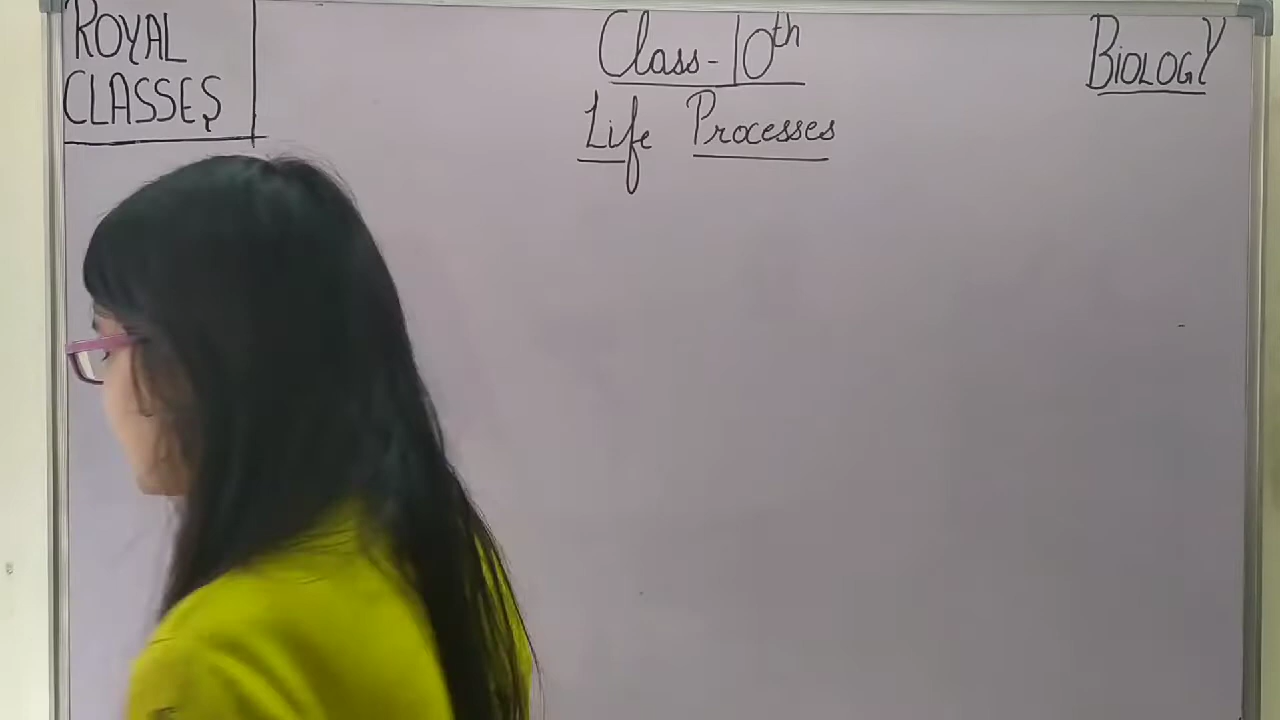 ROYAL
CLASSES
Class-10th
Life Processes
BIOLOGY